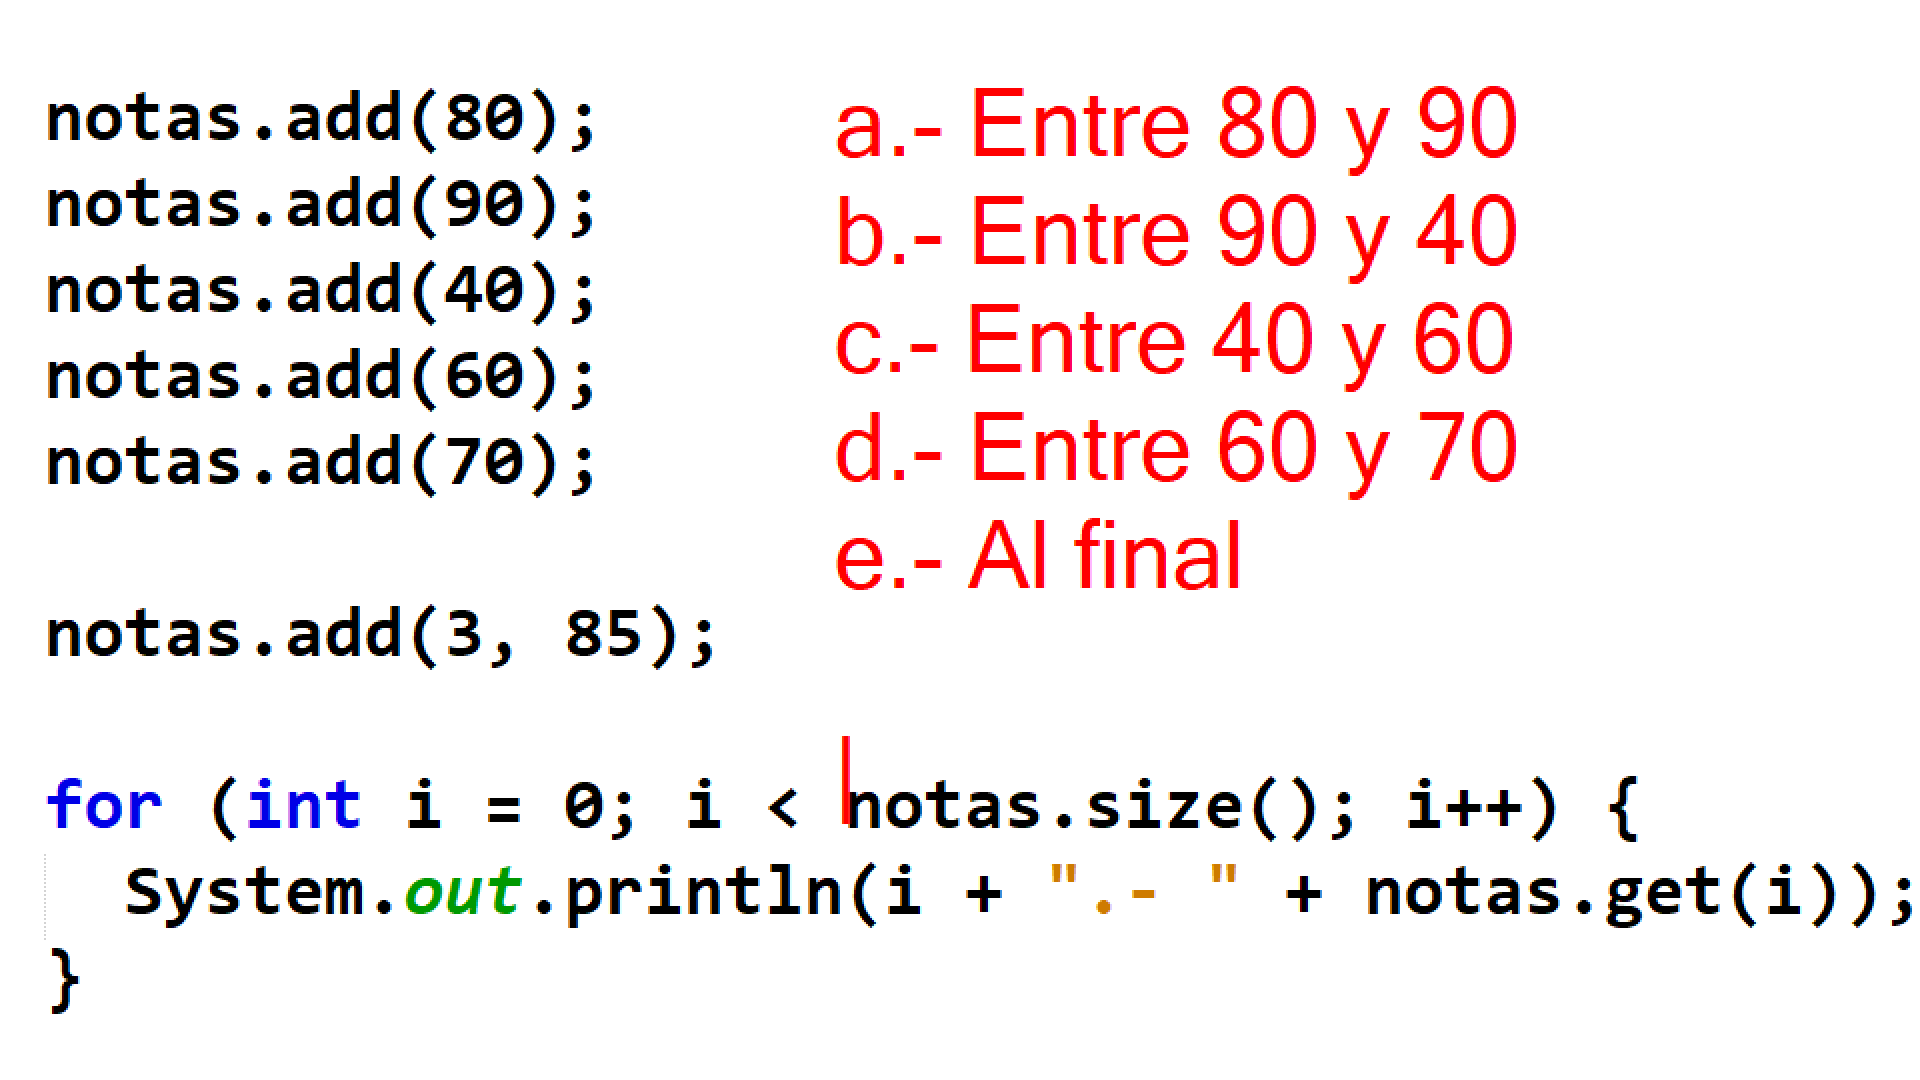 notas.add(80);
notas.add(90);
notas.add(40);
notas.add(60);
notas.add(70);
notas.add(3, 85);
a.- Entre 80 y 90
b.- Entre 90 y 40
c.- Entre 40 y 60
d.- Entre 60 y 70
e.- Al final
for (int i = 0; i < notas.size(); i++) {
System.out.println(i + ".- " + notas.get(i));
}